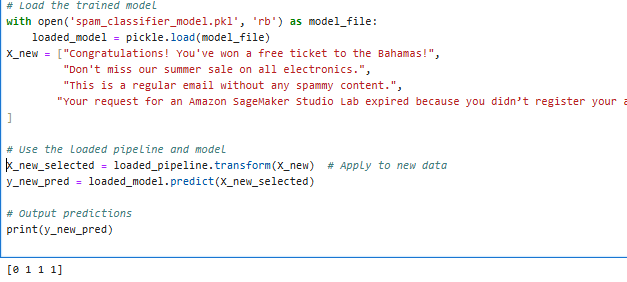 # Load the trained model
with open('spam_classifier_model.pkl', 'rb') as model_file:
    loaded_model = pickle.load(model_file)
X_new = ["Congratulations! You've won a free ticket to the Bahamas!",
         "Don't miss our summer sale on all electronics.",
         "This is a regular email without any spammy content.",
        "Your request for an Amazon SageMaker Studio Lab expired because you didn’t register your a
]
# Use the loaded pipeline and model
X_new_selected = loaded_pipeline.transform(X_new)  # Apply to new data
y_new_pred = loaded_model.predict(X_new_selected)
# Output predictions
print(y_new_pred)
[0 1 1 1]